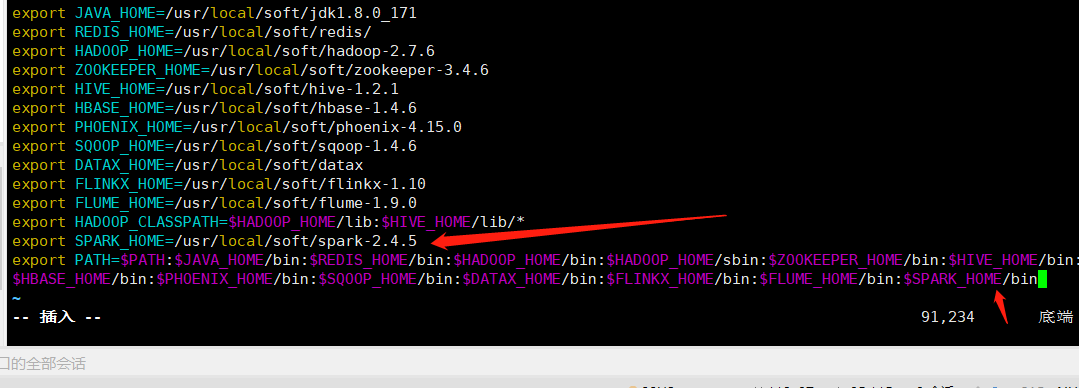 export JAVA_HOME=/usr/local/soft/jdk1.8.0_171
export REDIS_HOME=/usr/local/soft/redis/
export HADOOP_HOME=/usr/local/soft/hadoop-2.7.6
export ZOOKEEPER_HOME=/usr/local/soft/zookeeper-3.4.6
export HIVE_HOME=/usr/local/soft/hive-1.2.1
export HBASE_HOME=/usr/local/soft/hbase-1.4.6
export PHOENIX_HOME=/usr/local/soft/phoenix-4.15.0
export SQOOP_HOME=/usr/local/soft/sqoop-1.4.6
export DATAX_HOME=/usr/local/soft/datax
export FLINKX_HOME=/usr/local/soft/flinkx-1.10
export FLUME_HOME=/usr/local/soft/flume-1.9.0
export HADOOP_CLASSPATH=$HADOOP_HOME/lib:$HIVE_HOME/lib/*
export SPARK_HOME=/usr/local/soft/spark-2.4.5
export PATH=$PATH:$JAVA_HOME/bin:$REDIS_HOME/bin:$HADOOP_HOME/bin:$HADOOP_HOME/sbin:$ZOOKEEPER_HOME/bin:$HIVE_HOME/bin:
$HBASE_HOME/bin:$PHOENIX_HOME/bin:$SQOOP_HOME/bin:$DATAX_HOME/bin:$FLINKX_HOME/bin:$FLUME_HOME/bin:$SPARK_HOME/bin
~
-- 插入 -- 91,234 底端
口的全部会话